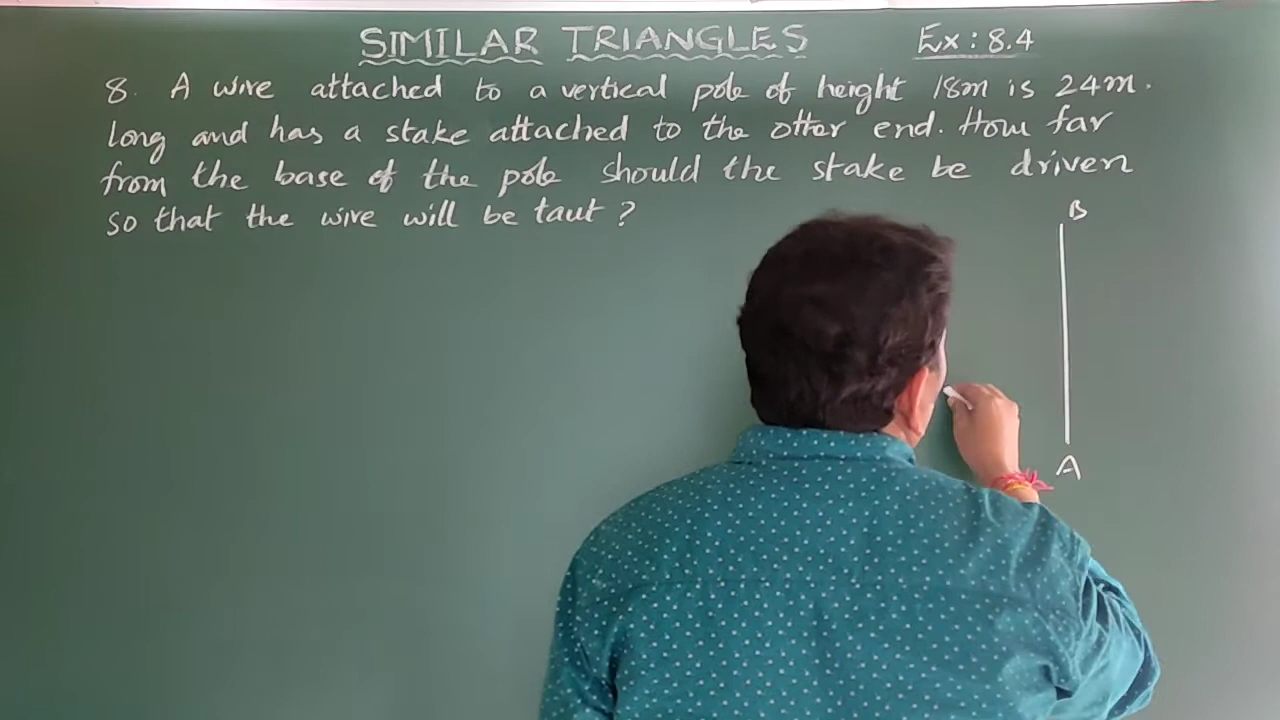 SIMILAR TRIANGLES Ex: 8.4
8. A wire attached to a vertical pole of height 18m is 24m.
long and has a stake attached to the other end. How far
from the base of the pole should the stake be driven
so that the wire will be taut?
B
A